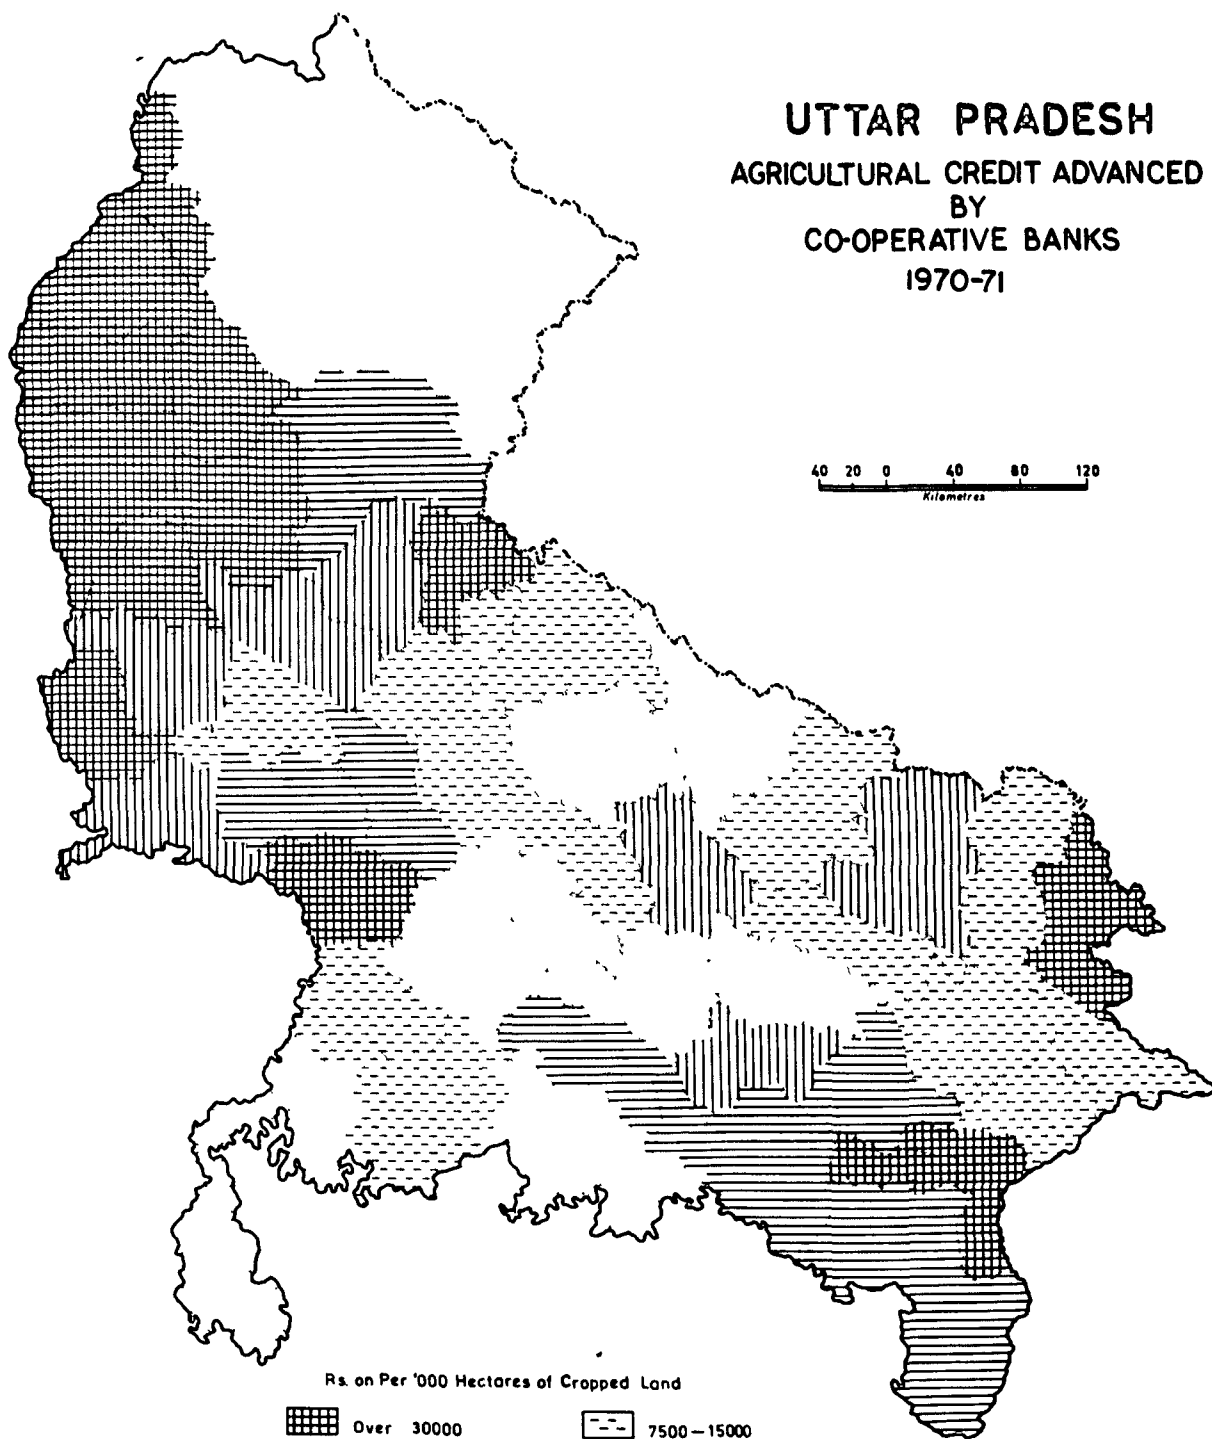 UTTAR PRADESH
AGRICULTURAL CREDIT ADVANCED
BY
CO-OPERATIVE BANKS
1970-71
40 20 0 40 80 120
Kilometres
Rs. on Per '000 Hectares of Cropped Land
Over 30000
7500-15000